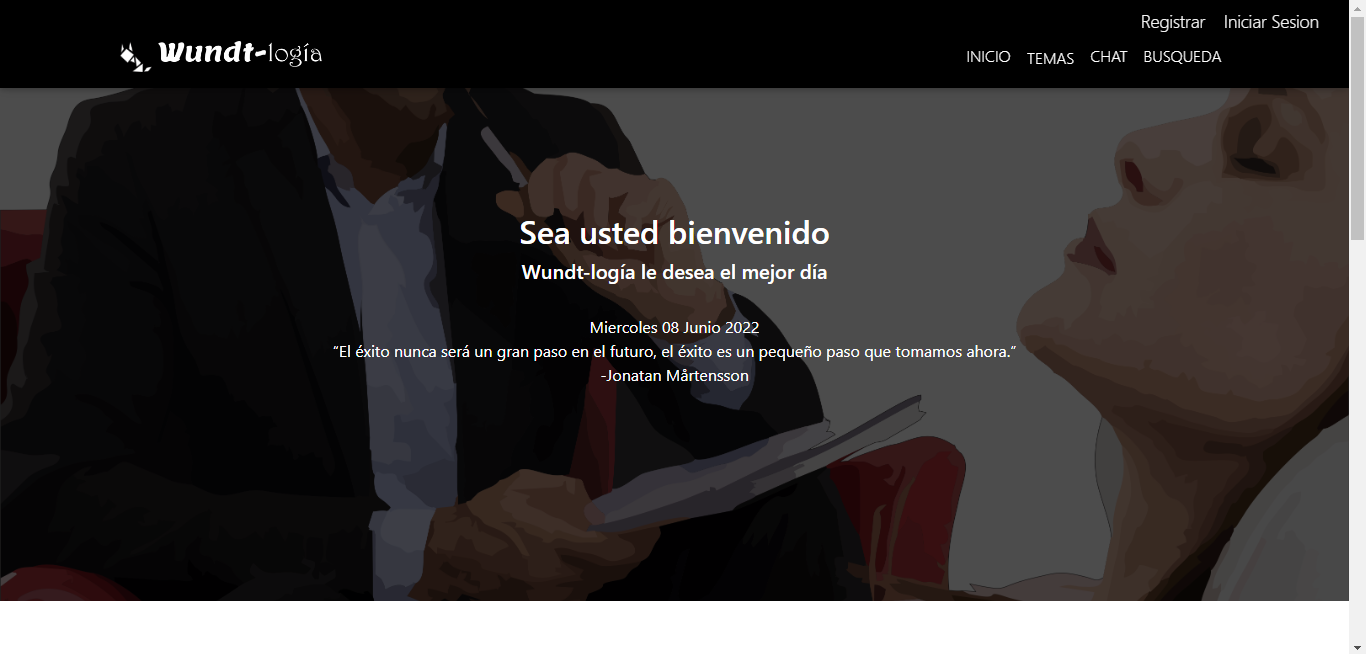 Registrar Iniciar Sesion
Wundt-logía
INICIO TEMAS CHAT BUSQUEDA
Sea usted bienvenido
Wundt-logía le desea el mejor día
Miercoles 08 Junio 2022
“El éxito nunca será un gran paso en el futuro, el éxito es un pequeño paso que tomamos ahora.”
-Jonatan Mårtensson